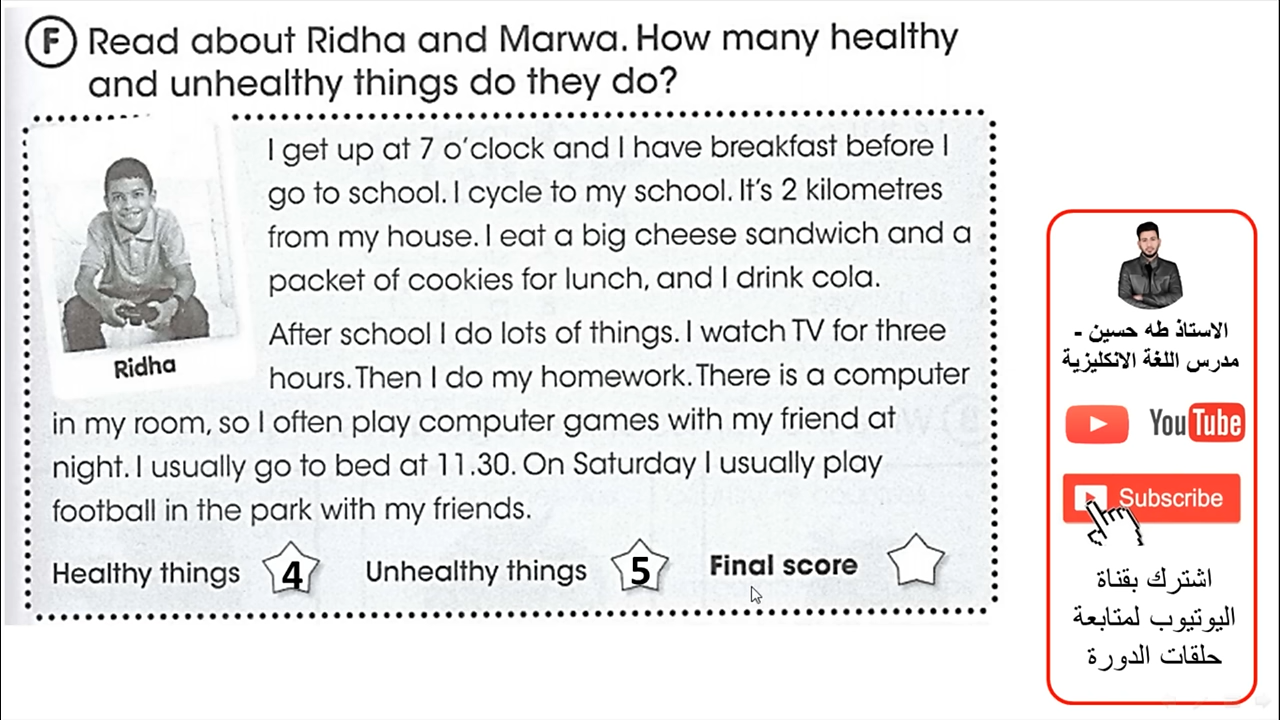 F Read about Ridha and Marwa. How many healthy
and unhealthy things do they do?
I get up at 7 o'clock and I have breakfast before I
go to school. I cycle to my school. It's 2 kilometres
from my house. I eat a big cheese sandwich and a
packet of cookies for lunch, and I drink cola.
After school I do lots of things. I watch TV for three
hours. Then I do my homework. There is a computer
in my room, so I often play computer games with my friend at
night. I usually go to bed at 11.30. On Saturday I usually play
football in the park with my friends.
Ridha
Healthy things 4 Unhealthy things 5 Final score
الاستاذ طه حسين -
مدرس اللغة الانكليزية
YouTube
Subscribe
اشترك بقناة
اليوتيوب لمتابعة
حلقات الدورة